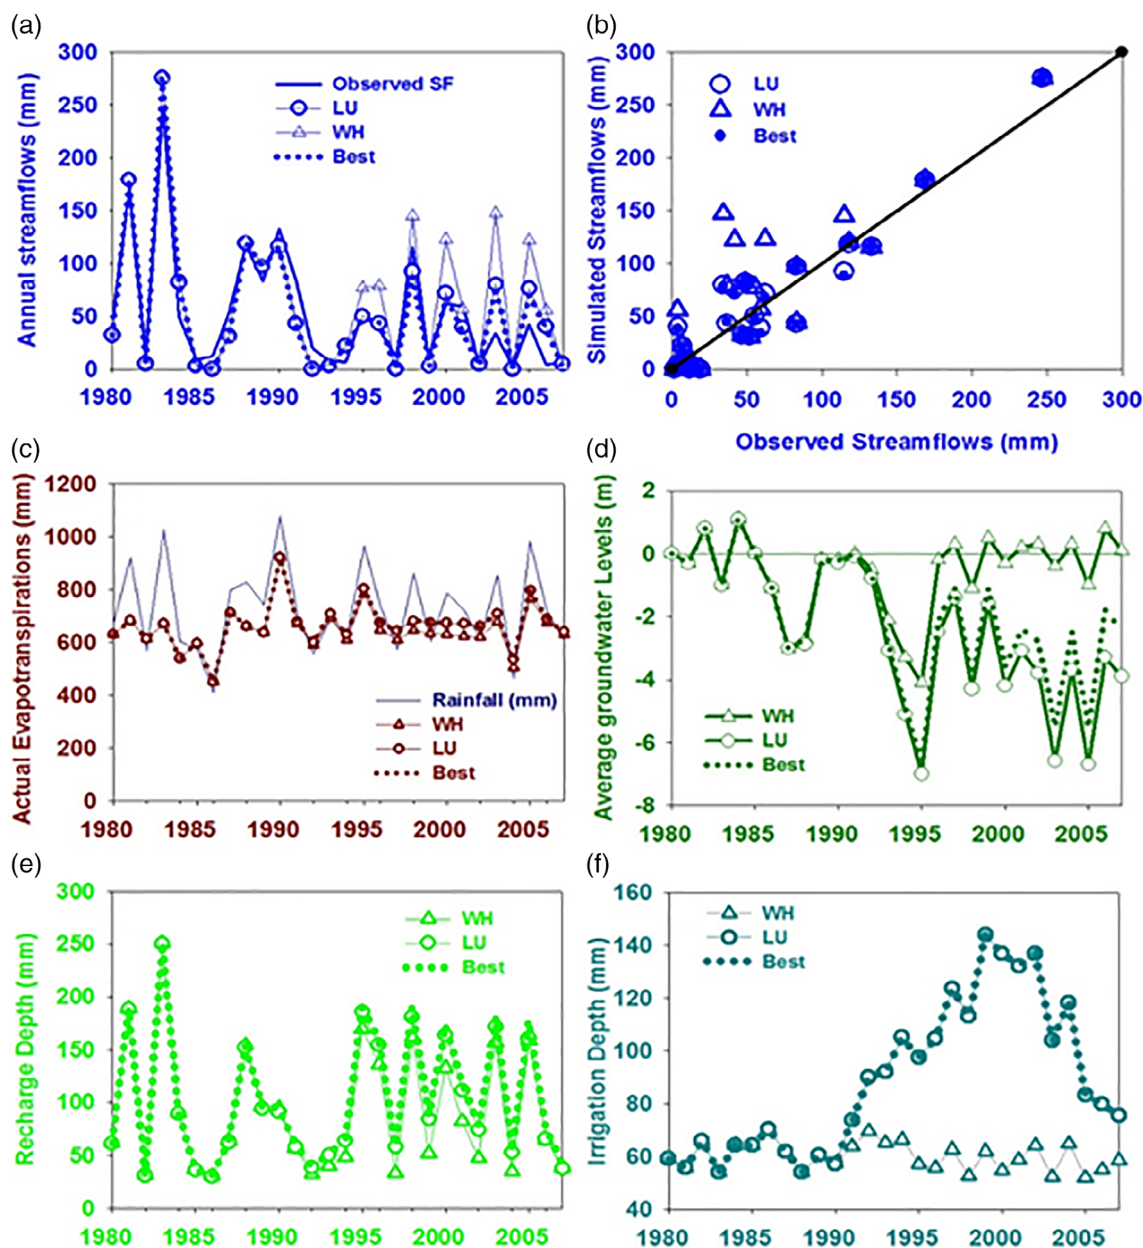 (a)
Annual streamflows (mm)
300
250
200
150
100
50
0
Observed SF
LU
WH
Best
1980 1985 1990 1995 2000 2005
(b)
Simulated Streamflows (mm)
300
250
200
150
100
50
0
LU
WH
Best
0 50 100 150 200 250 300
Observed Streamflows (mm)
(c)
Actual Evapotranspirations (mm)
1200
1000
800
600
400
200
0
Rainfall (mm)
WH
LU
Best
1980 1985 1990 1995 2000 2005
(d)
Average groundwater Levels (m)
2
0
-2
-4
-6
-8
WH
LU
Best
1980 1985 1990 1995 2000 2005
(e)
Recharge Depth (mm)
300
250
200
150
100
50
0
WH
LU
Best
1980 1985 1990 1995 2000 2005
(f)
Irrigation Depth (mm)
160
140
120
100
80
60
40
WH
LU
Best
1980 1985 1990 1995 2000 2005